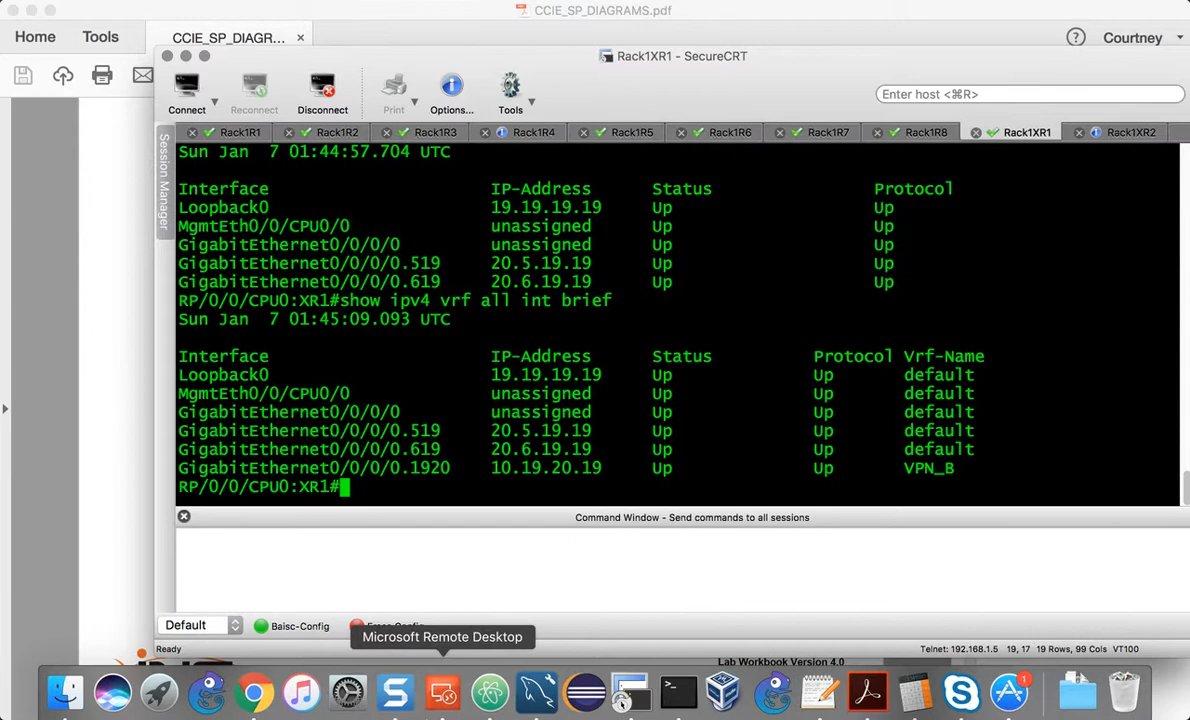 CCIE_SP_DIAGRAMS.pdf
Home Tools CCIE_SP_DIAGR... × ? Courtney
Rack1XR1 - SecureCRT
Connect Reconnect Disconnect Print Options... Tools
Enter host <⌘R>
Rack1R1 Rack1R2 Rack1R3 Rack1R4 Rack1R5 Rack1R6 Rack1R7 Rack1R8 Rack1XR1 Rack1XR2
Session Manager
Sun Jan  7 01:44:57.704 UTC
Interface IP-Address Status Protocol
Loopback0 19.19.19.19 Up Up
MgmtEth0/0/CPU0/0 unassigned Up Up
GigabitEthernet0/0/0/0 unassigned Up Up
GigabitEthernet0/0/0/0.519 20.5.19.19 Up Up
GigabitEthernet0/0/0/0.619 20.6.19.19 Up Up
RP/0/0/CPU0:XR1#show ipv4 vrf all int brief
Sun Jan  7 01:45:09.093 UTC
Interface IP-Address Status Protocol Vrf-Name
Loopback0 19.19.19.19 Up Up default
MgmtEth0/0/CPU0/0 unassigned Up Up default
GigabitEthernet0/0/0/0 unassigned Up Up default
GigabitEthernet0/0/0/0.519 20.5.19.19 Up Up default
GigabitEthernet0/0/0/0.619 20.6.19.19 Up Up default
GigabitEthernet0/0/0/0.1920 10.19.20.19 Up Up VPN_B
RP/0/0/CPU0:XR1#
Command Window - Send commands to all sessions
Default Baisc-Config
Microsoft Remote Desktop
Ready Telnet: 192.168.1.5 19, 17 19 Rows, 99 Cols VT100
Lab Workbook Version 4.0
1